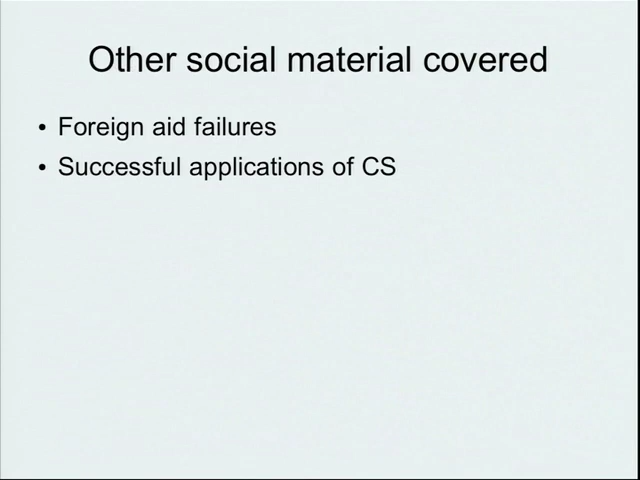 Other social material covered
• Foreign aid failures
• Successful applications of CS